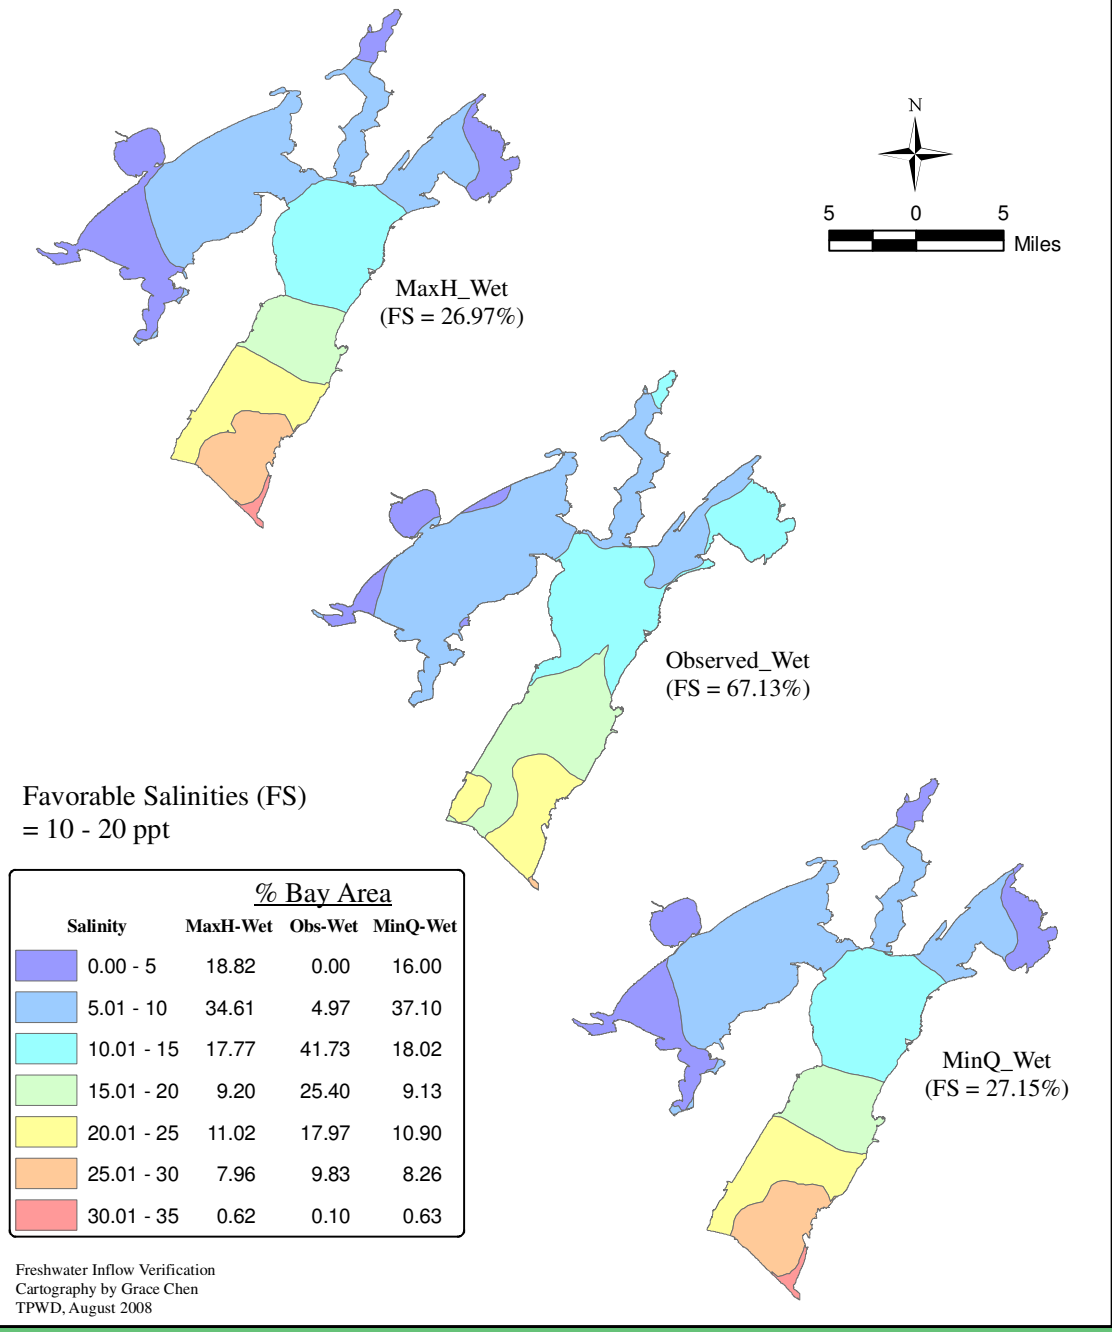 N
5 0 5
Miles
MaxH_Wet
(FS = 26.97%)
Observed_Wet
(FS = 67.13%)
Favorable Salinities (FS)
= 10 - 20 ppt
MinQ_Wet
(FS = 27.15%)
% Bay Area
Salinity MaxH-Wet Obs-Wet MinQ-Wet
0.00 - 5 18.82 0.00 16.00
5.01 - 10 34.61 4.97 37.10
10.01 - 15 17.77 41.73 18.02
15.01 - 20 9.20 25.40 9.13
20.01 - 25 11.02 17.97 10.90
25.01 - 30 7.96 9.83 8.26
30.01 - 35 0.62 0.10 0.63
Freshwater Inflow Verification
Cartography by Grace Chen
TPWD, August 2008